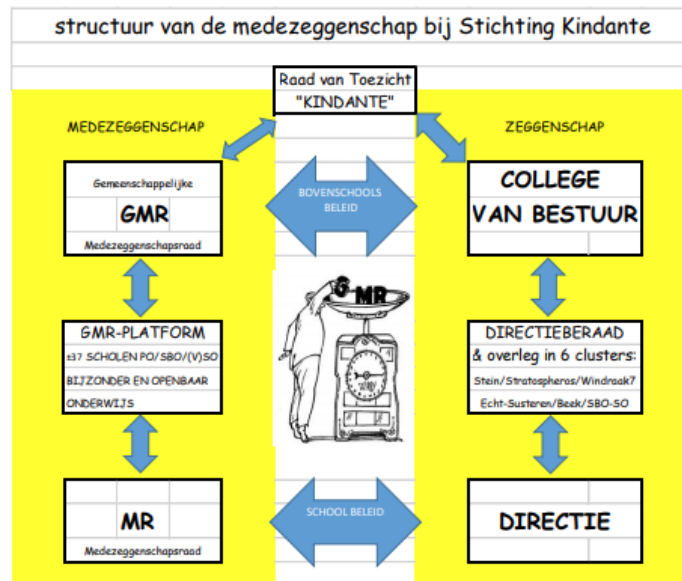 structuur van de medezeggenschap bij Stichting Kindante
Raad van Toezicht
"KINDANTE"
MEDEZEGGENSCHAP
ZEGGENSCHAP
Gemeenschappelijke
GMR
Medezeggenschapsraad
BOVENSCHOOLS
BELEID
COLLEGE
VAN BESTUUR
GMR-PLATFORM
±37 SCHOLEN PO/SBO/(V)SO
BIJZONDER EN OPENBAAR
ONDERWIJS
GMR
DIRECTIEBERAAD
& overleg in 6 clusters:
Stein/Stratospheros/Windraak7
Echt-Susteren/Beek/SBO-SO
MR
Medezeggenschapsraad
SCHOOL BELEID
DIRECTIE